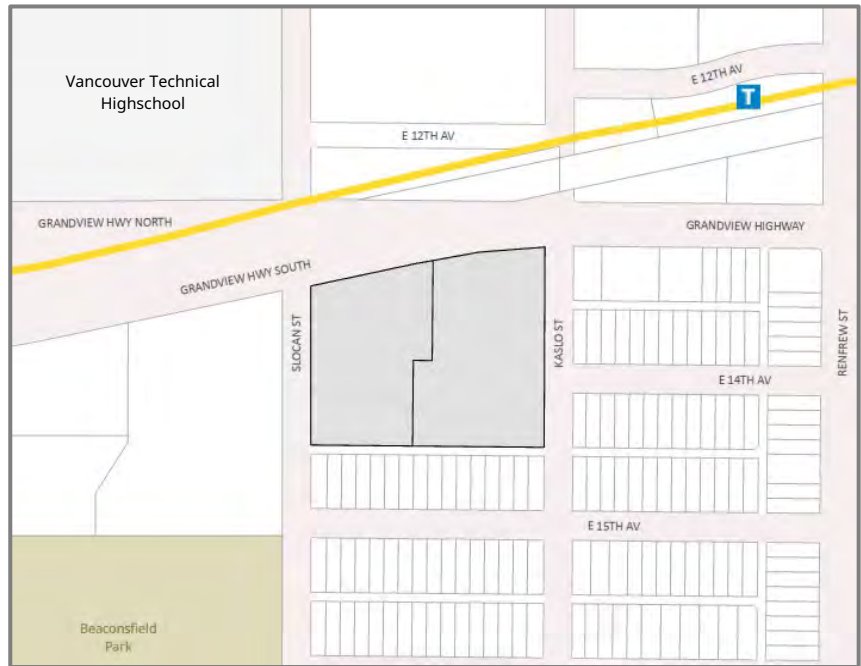 Vancouver Technical
Highschool
E 12TH AV
T
E 12TH AV
GRANDVIEW HWY NORTH
GRANDVIEW HIGHWAY
GRANDVIEW HWY SOUTH
SLOCAN ST
KASLO ST
RENFREW ST
E 14TH AV
E 15TH AV
Beaconsfield
Park